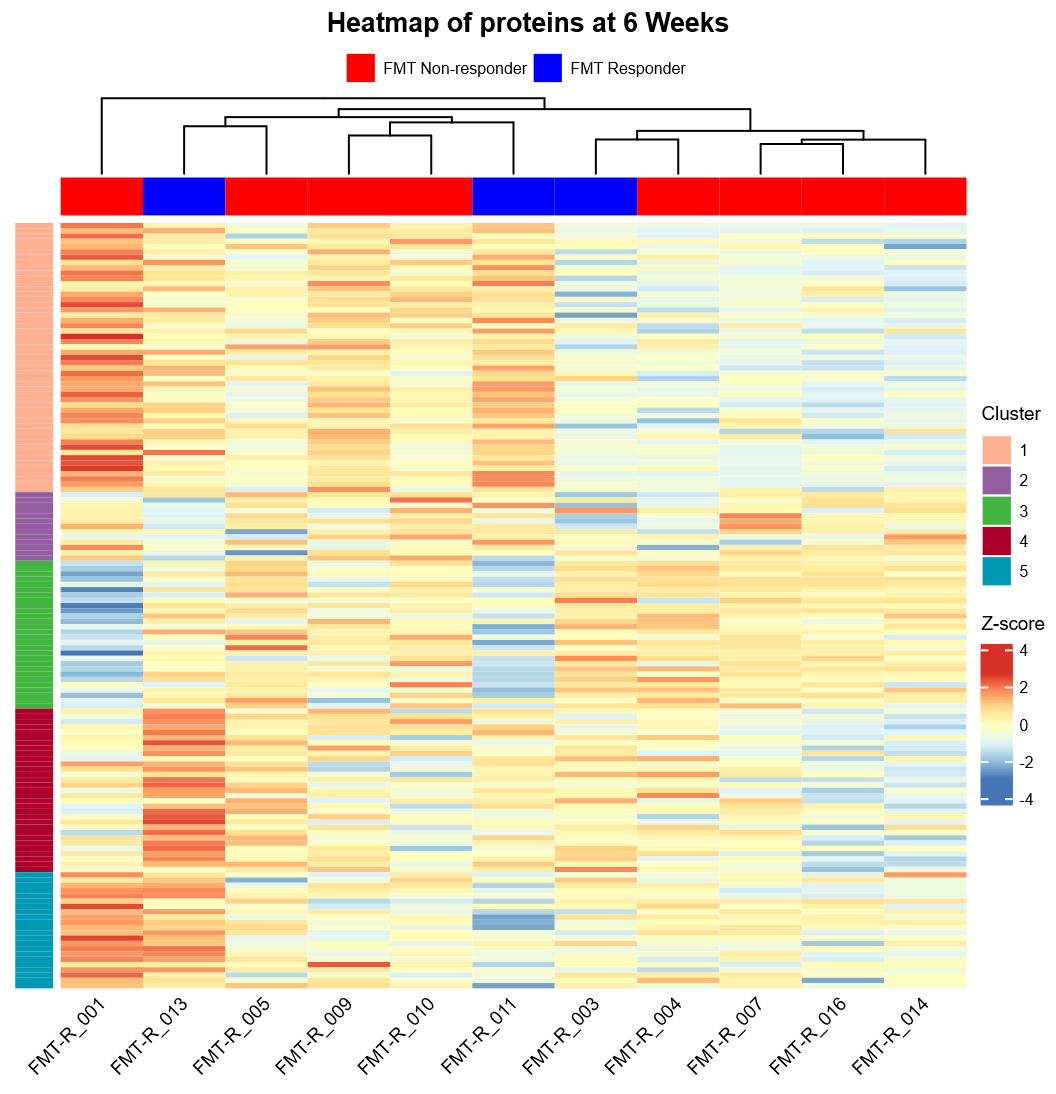 Heatmap of proteins at 6 Weeks
FMT Non-responder FMT Responder
Cluster
1
2
3
4
5
Z-score
4
2
0
-2
-4
FMT-R_001 FMT-R_013 FMT-R_005 FMT-R_009 FMT-R_010 FMT-R_011 FMT-R_003 FMT-R_004 FMT-R_007 FMT-R_016 FMT-R_014